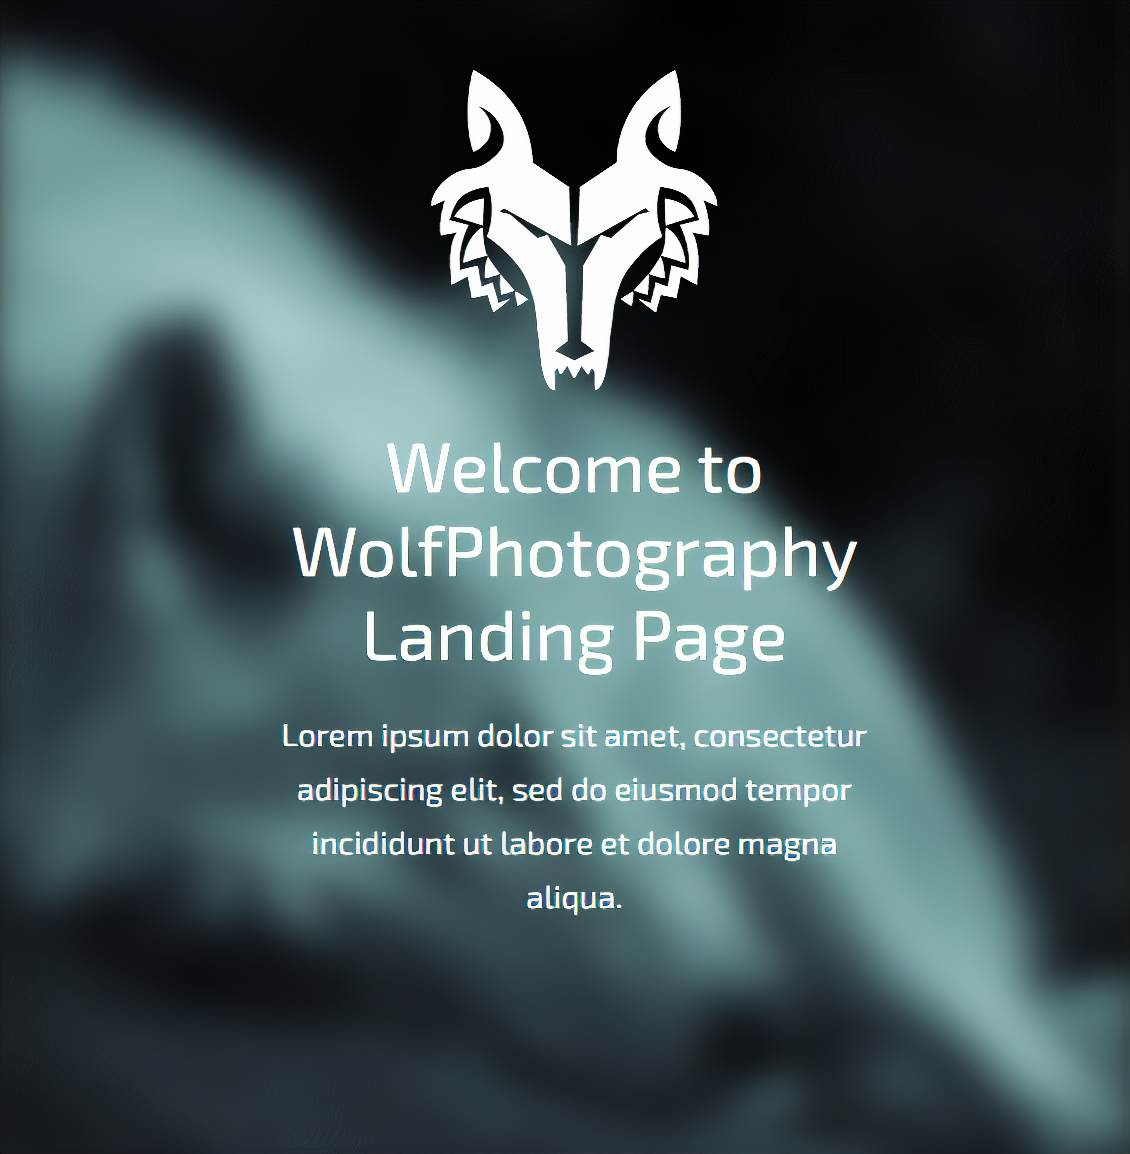 Welcome to
WolfPhotography
Landing Page
Lorem ipsum dolor sit amet, consectetur
adipiscing elit, sed do eiusmod tempor
incididunt ut labore et dolore magna
aliqua.